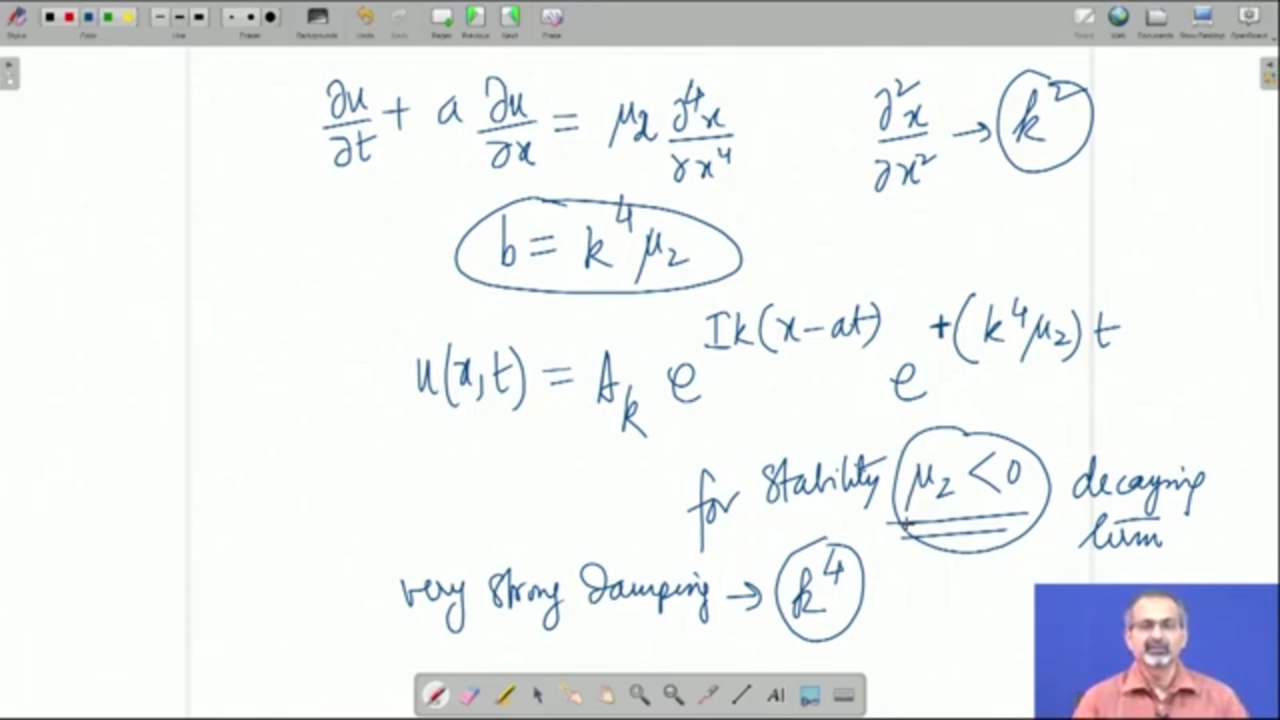 ∂u/∂t + a ∂u/∂x = μ₂ ∂⁴x/∂x⁴    ∂²x/∂x² → k²
b = k⁴μ₂
u(x,t) = A_k e^{Ik(x-at)} e^{+(k⁴μ₂)t}
for stability μ₂ < 0 decaying
term
very strong damping → k⁴